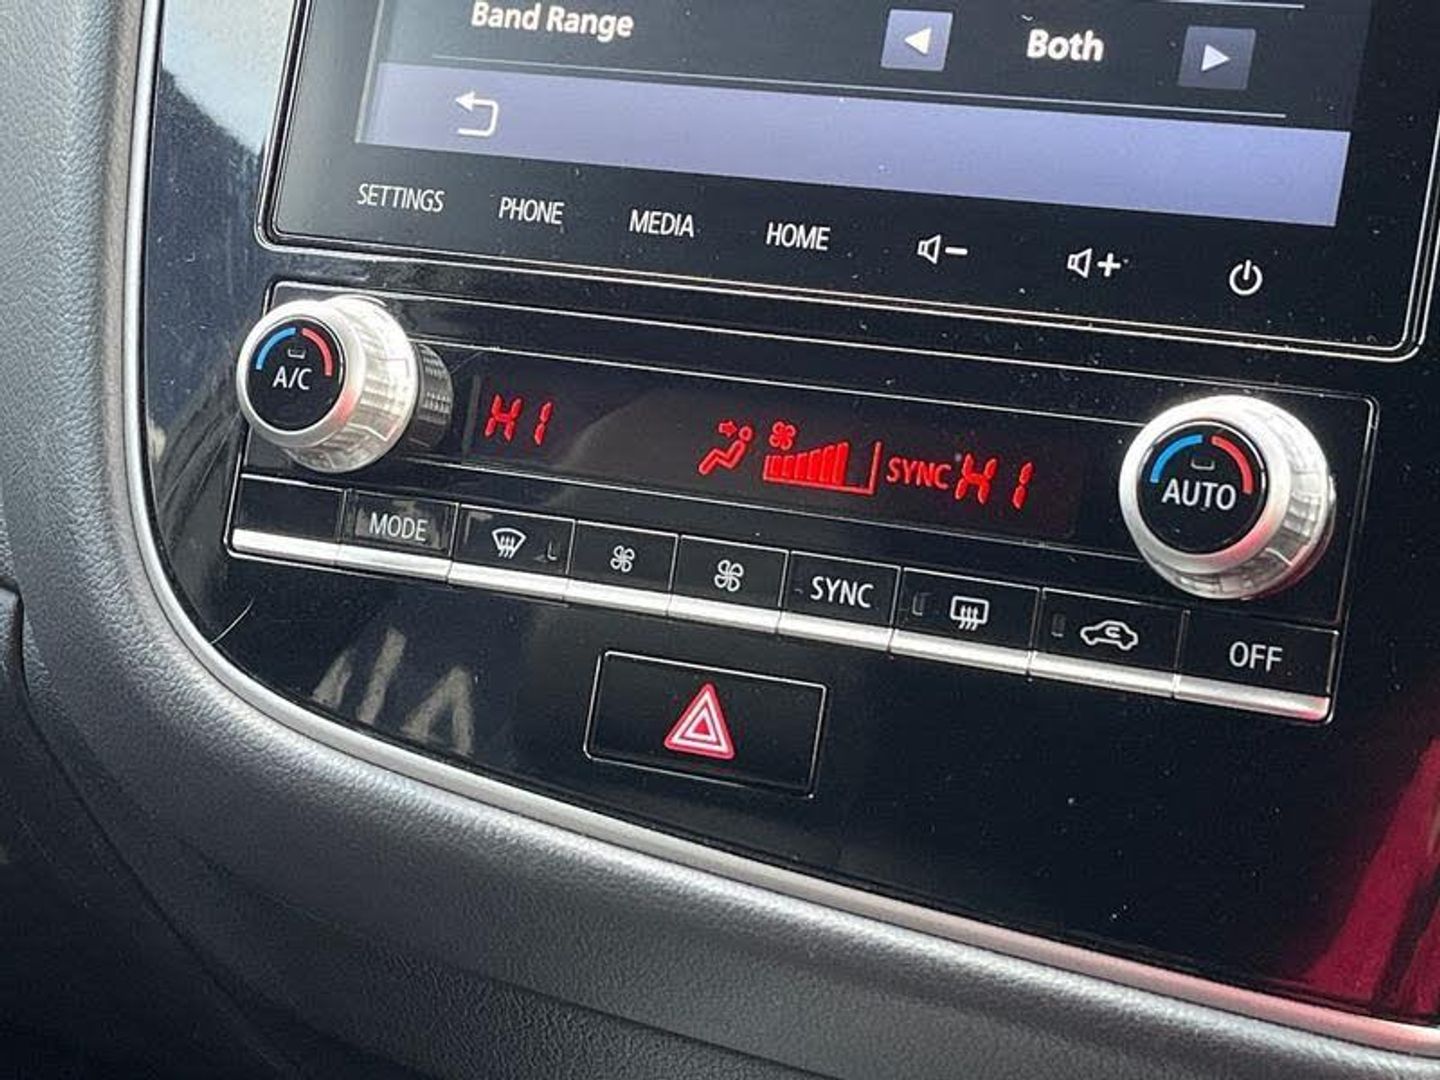 Band Range Both
SETTINGS PHONE MEDIA HOME
A/C HI SYNC HI AUTO
MODE SYNC OFF